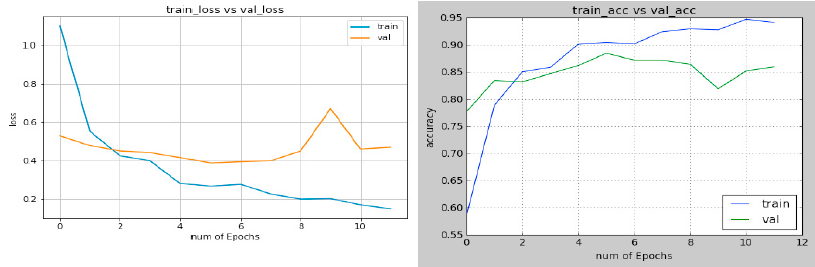 train_loss vs val_loss
train
val
1.0
0.8
0.6
0.4
0.2
loss
0
2
4
6
8
10
num of Epochs
train_acc vs val_acc
0.95
0.90
0.85
0.80
0.75
0.70
0.65
0.60
0.55
accuracy
train
val
0
2
4
6
8
10
12
num of Epochs